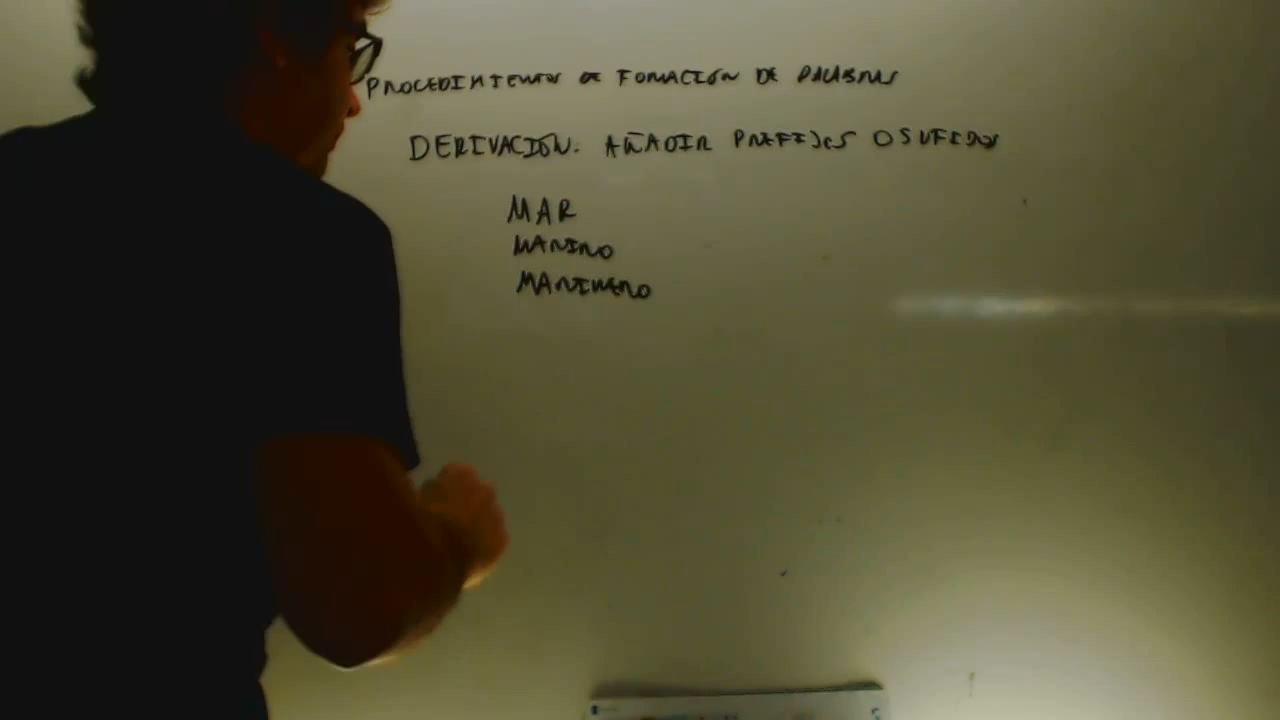 PROCEDIMIENTOS DE FORMACIÓN DE PALABRAS
DERIVACIÓN: AÑADIR PREFIJOS O SUFIJOS
MAR
MARINO
MARINERO